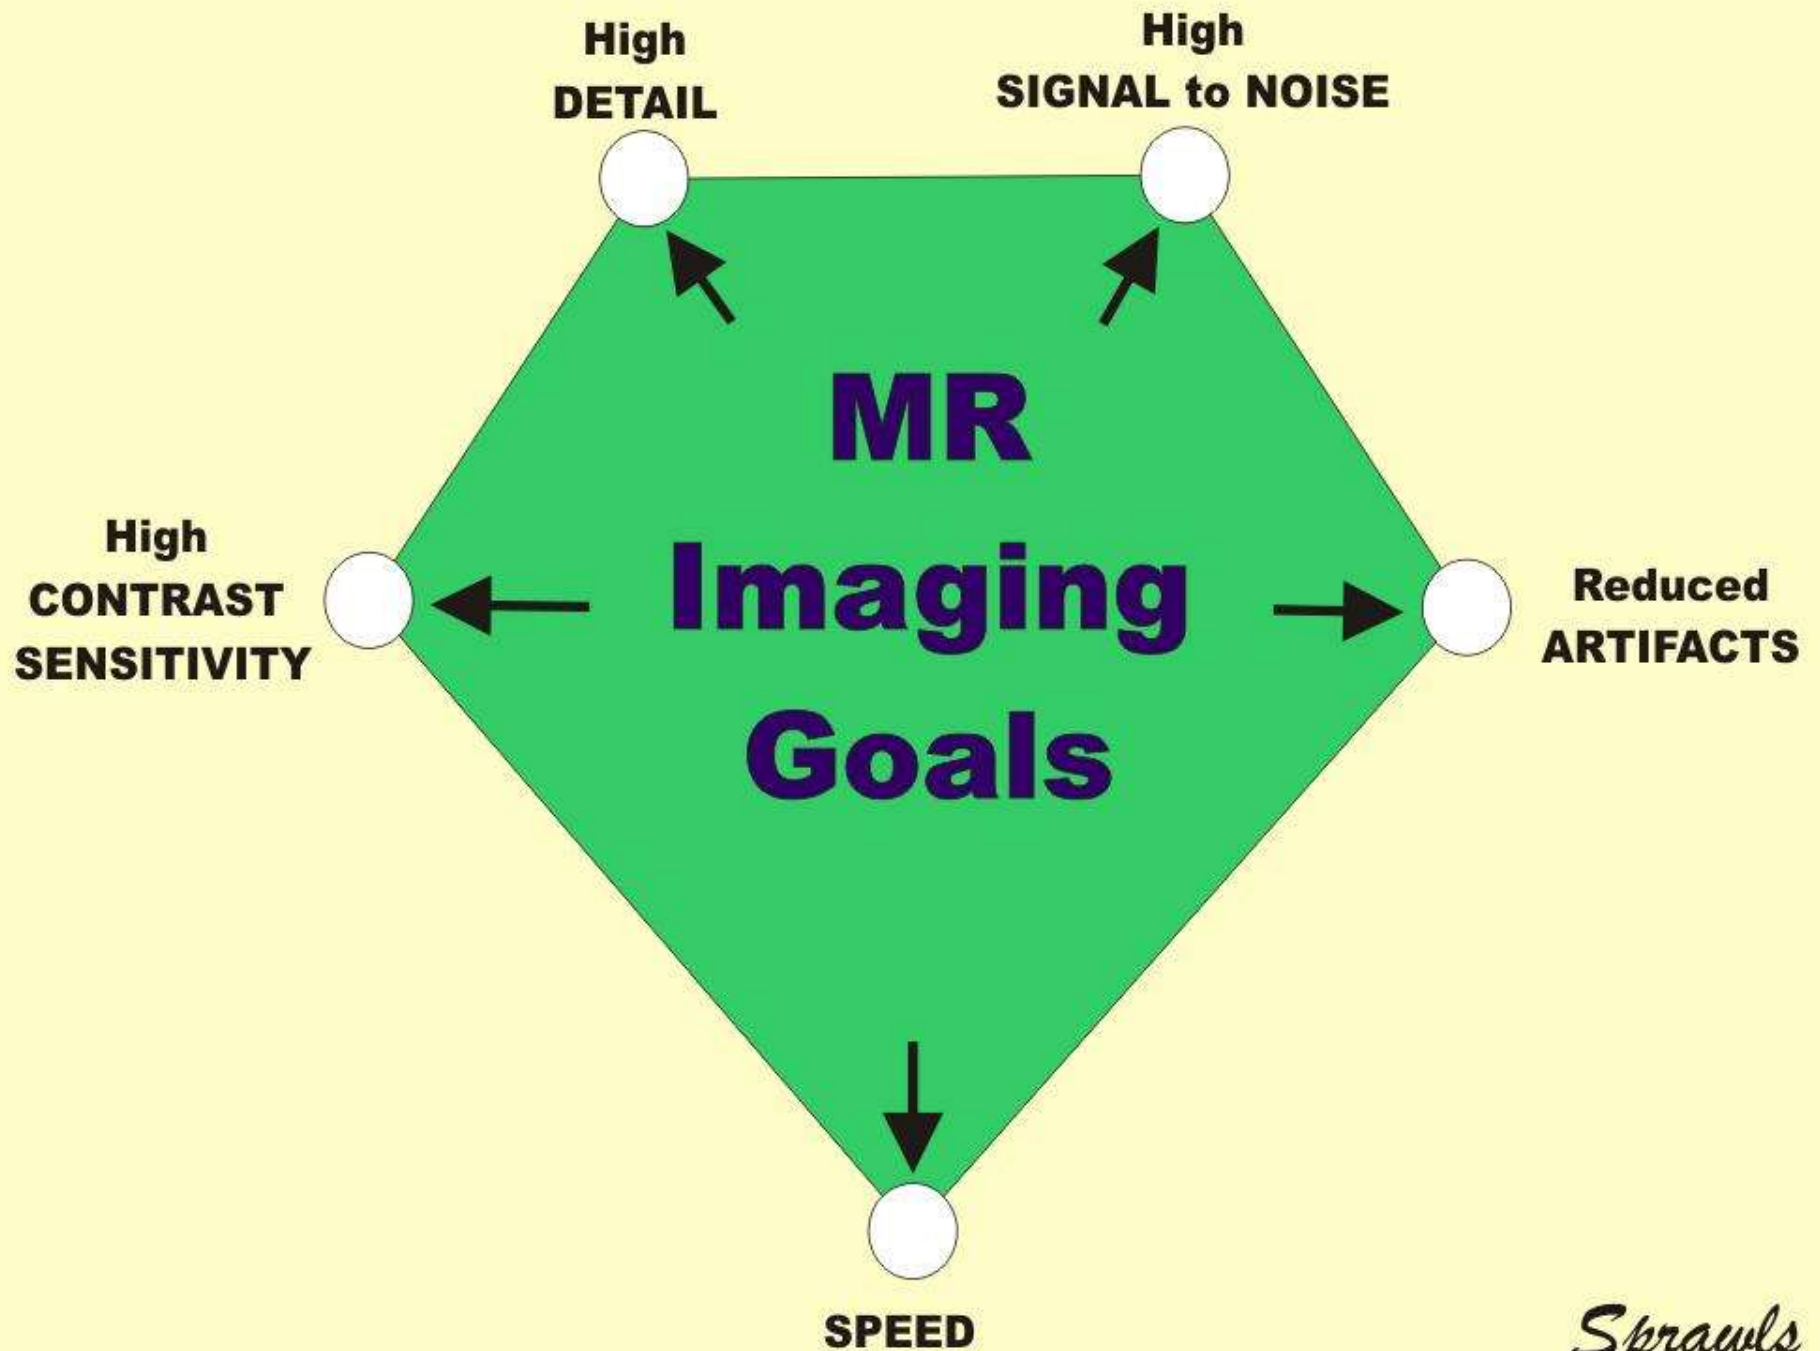 High
DETAIL
High
SIGNAL to NOISE
MR
Imaging
Goals
High
CONTRAST
SENSITIVITY
Reduced
ARTIFACTS
SPEED
Sprawls